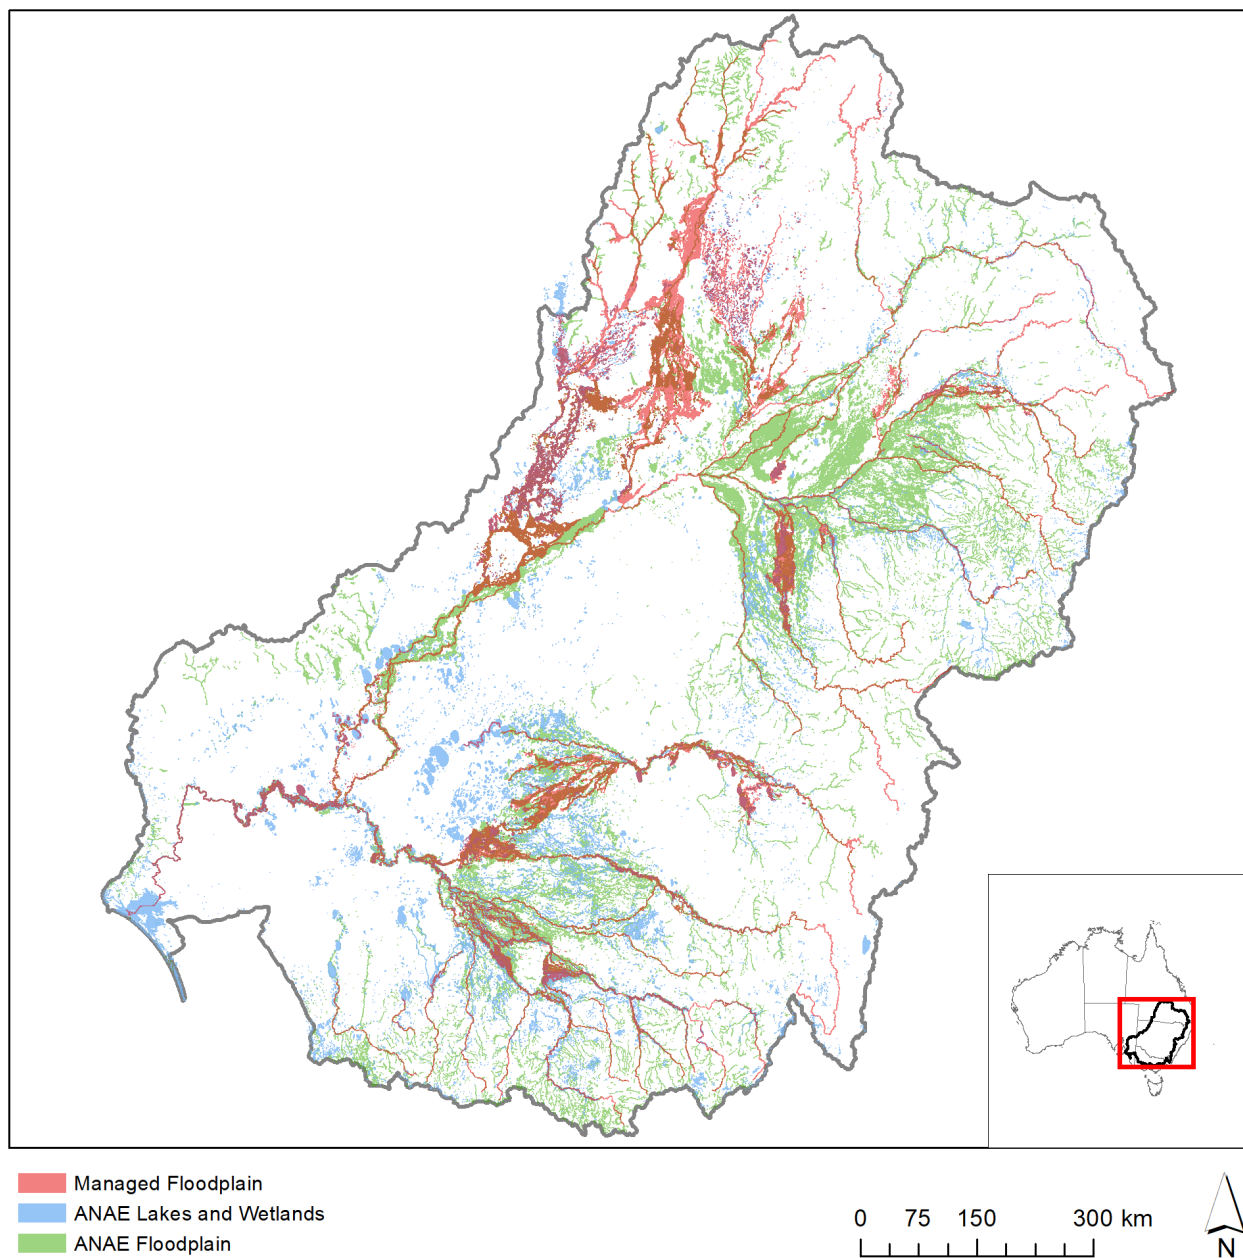 Managed Floodplain
ANAE Lakes and Wetlands
ANAE Floodplain
0 75 150 300 km
N